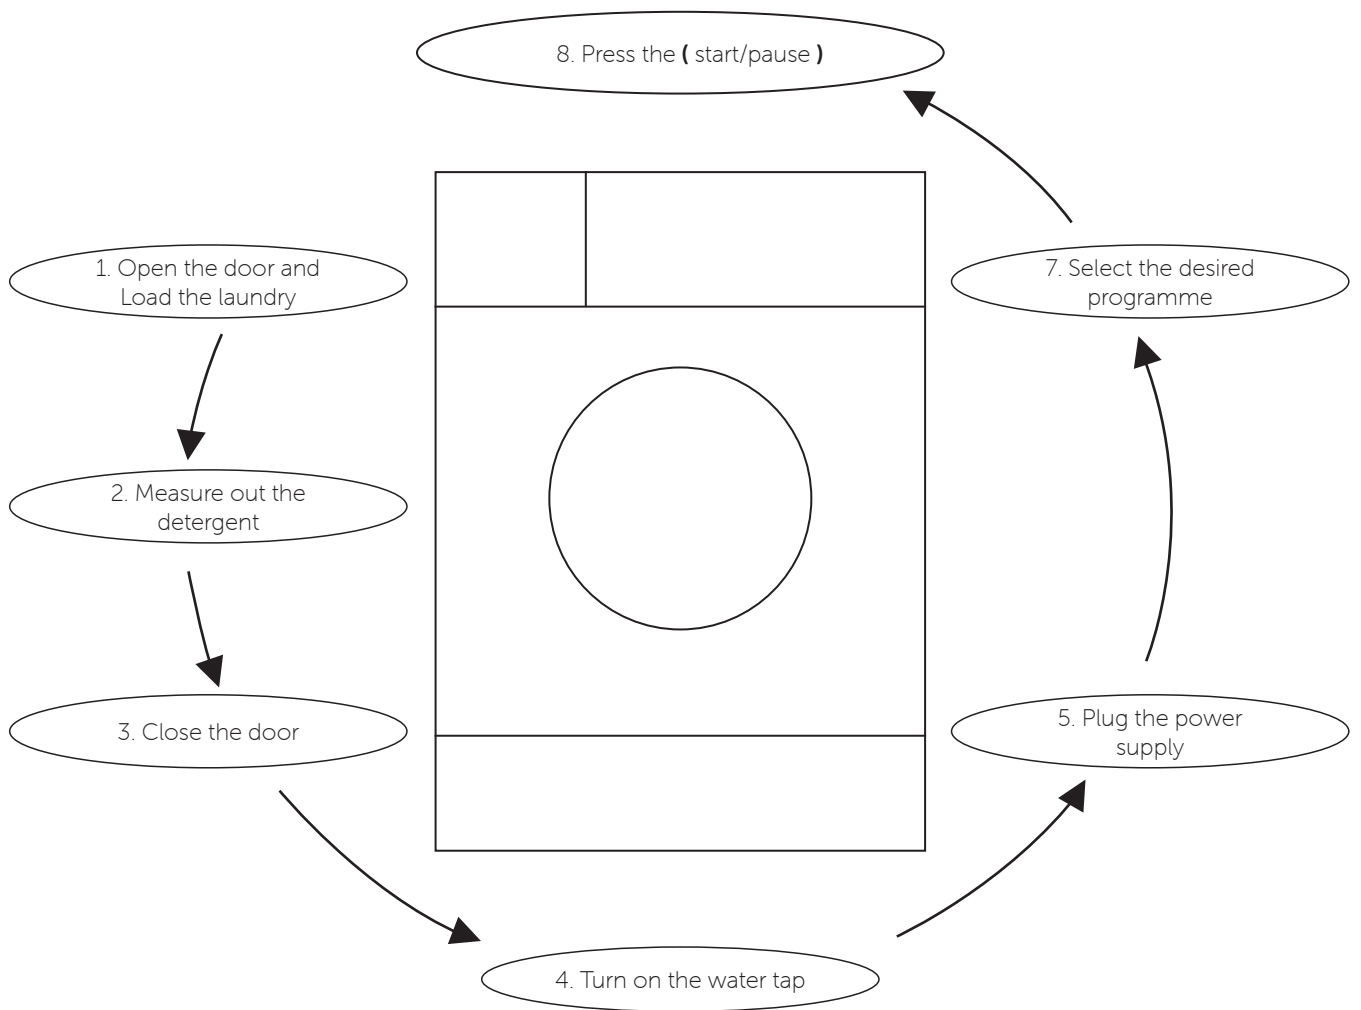 8. Press the ( start/pause )
1. Open the door and
Load the laundry
2. Measure out the
detergent
3. Close the door
4. Turn on the water tap
5. Plug the power
supply
7. Select the desired
programme